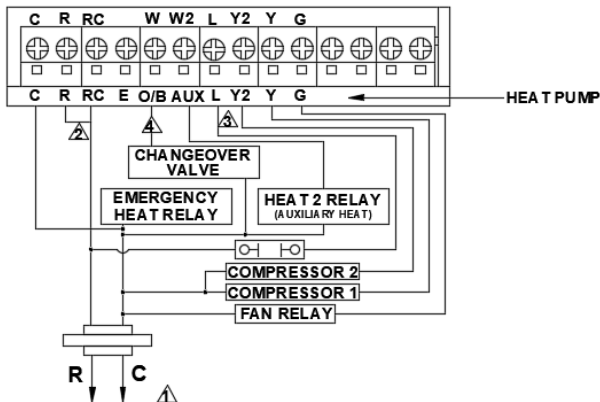 C R RC W W2 L Y2 Y G
C R RC E O/B AUX L Y2 Y G
HEAT PUMP
2 4 3
CHANGEOVER
VALVE
EMERGENCY
HEAT RELAY
HEAT 2 RELAY
(AUXILIARY HEAT)
COMPRESSOR 2
COMPRESSOR 1
FAN RELAY
R C
1